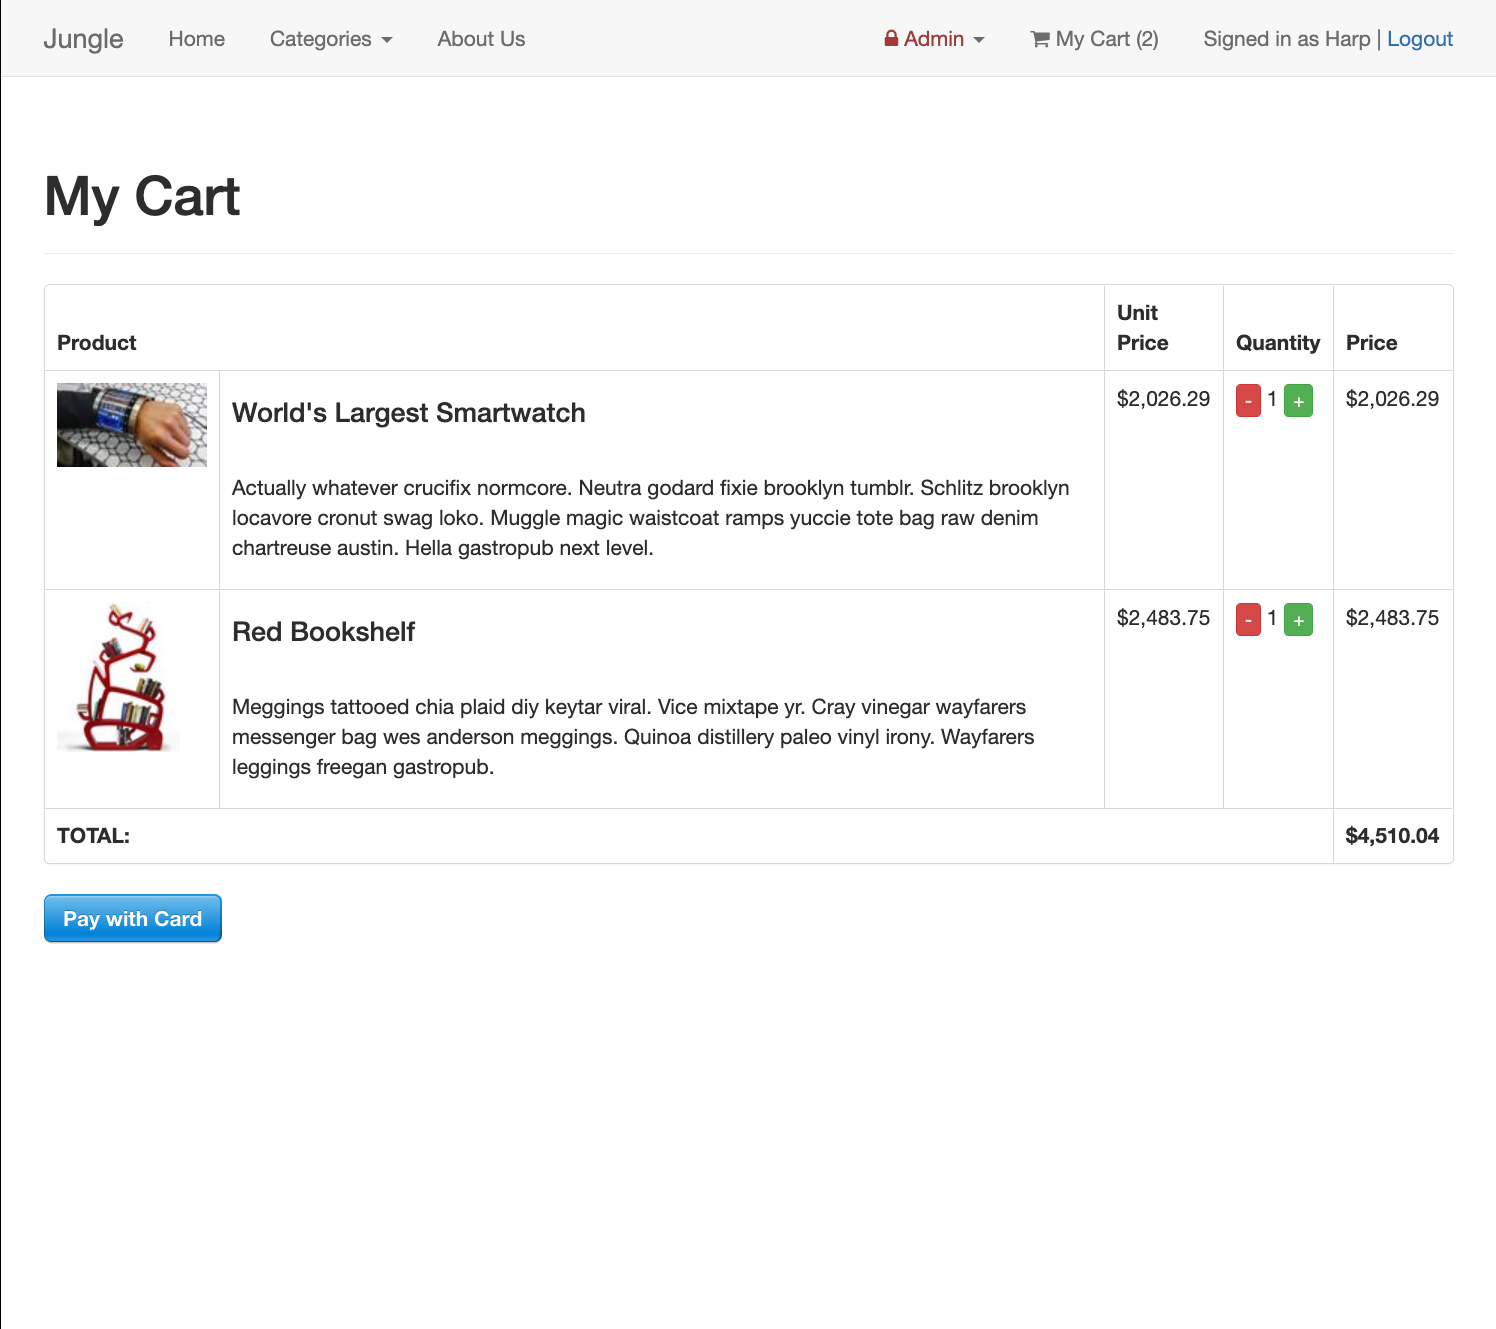 Jungle Home Categories About Us Admin My Cart (2) Signed in as Harp | Logout
My Cart
Product Unit Price Quantity Price
World's Largest Smartwatch $2,026.29 - 1 + $2,026.29
Actually whatever crucifix normcore. Neutra godard fixie brooklyn tumblr. Schlitz brooklyn
locavore cronut swag loko. Muggle magic waistcoat ramps yuccie tote bag raw denim
chartreuse austin. Hella gastropub next level.
Red Bookshelf $2,483.75 - 1 + $2,483.75
Meggings tattooed chia plaid diy keytar viral. Vice mixtape yr. Cray vinegar wayfarers
messenger bag wes anderson meggings. Quinoa distillery paleo vinyl irony. Wayfarers
leggings freegan gastropub.
TOTAL: $4,510.04
Pay with Card